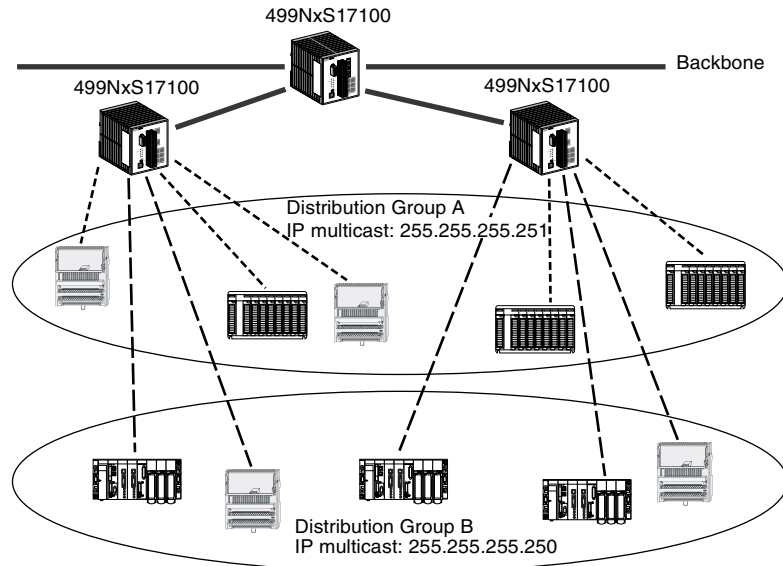 499NxS17100
Backbone
499NxS17100
499NxS17100
Distribution Group A
IP multicast: 255.255.255.251
Distribution Group B
IP multicast: 255.255.255.250